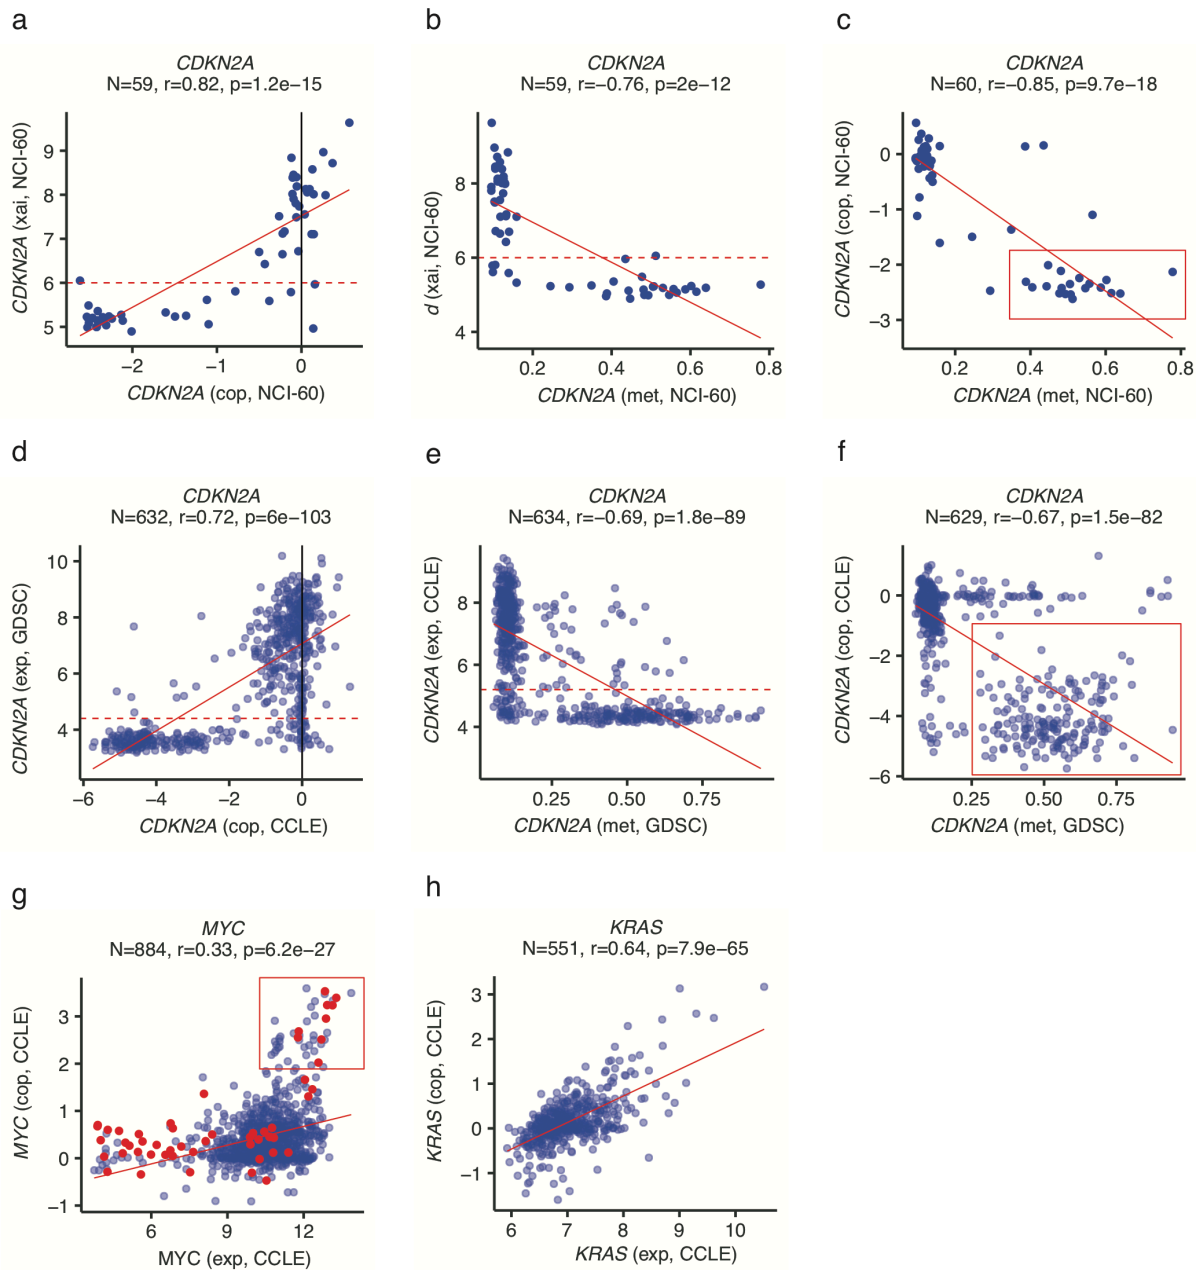 a
CDKN2A
N=59, r=0.82, p=1.2e−15
CDKN2A (xai, NCI-60)
9
8
7
6
5
−2
−1
0
CDKN2A (cop, NCI-60)
b
CDKN2A
N=59, r=−0.76, p=2e−12
d (xai, NCI-60)
8
6
4
0.2
0.4
0.6
0.8
CDKN2A (met, NCI-60)
c
CDKN2A
N=60, r=−0.85, p=9.7e−18
CDKN2A (cop, NCI-60)
0
−1
−2
−3
0.2
0.4
0.6
0.8
CDKN2A (met, NCI-60)
d
CDKN2A
N=632, r=0.72, p=6e−103
CDKN2A (exp, GDSC)
10
8
6
4
−6
−4
−2
0
CDKN2A (cop, CCLE)
e
CDKN2A
N=634, r=−0.69, p=1.8e−89
CDKN2A (exp, CCLE)
8
6
4
0.25
0.50
0.75
CDKN2A (met, GDSC)
f
CDKN2A
N=629, r=−0.67, p=1.5e−82
CDKN2A (cop, CCLE)
0
−2
−4
−6
0.25
0.50
0.75
CDKN2A (met, GDSC)
g
MYC
N=884, r=0.33, p=6.2e−27
MYC (cop, CCLE)
3
2
1
0
−1
6
9
12
MYC (exp, CCLE)
h
KRAS
N=551, r=0.64, p=7.9e−65
KRAS (cop, CCLE)
3
2
1
0
−1
6
7
8
9
10
KRAS (exp, CCLE)